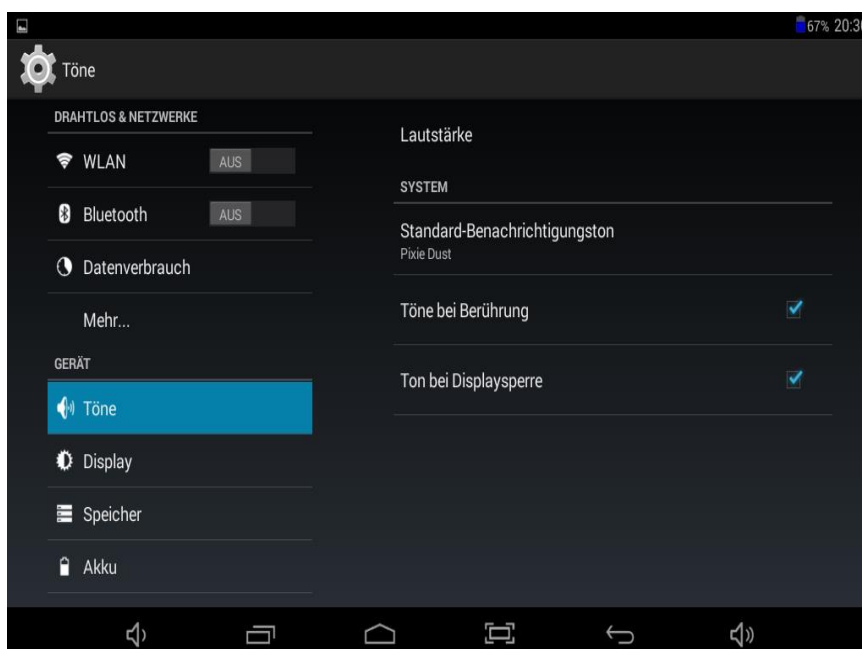 67% 20:30
Töne
DRAHTLOS & NETZWERKE
WLAN AUS
Bluetooth AUS
Datenverbrauch
Mehr...
GERÄT
Töne
Display
Speicher
Akku
Lautstärke
SYSTEM
Standard-Benachrichtigungston
Pixie Dust
Töne bei Berührung
Ton bei Displaysperre